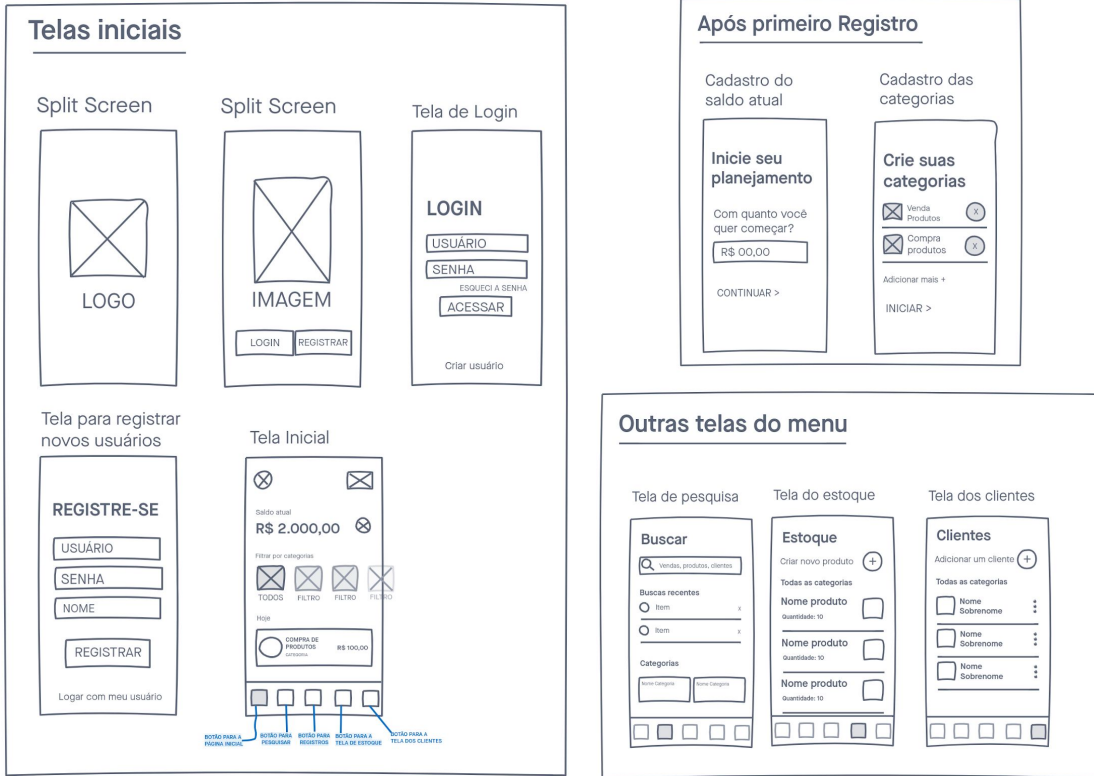 Telas iniciais
Split Screen
LOGO
Split Screen
IMAGEM
LOGIN
REGISTRAR
Tela de Login
LOGIN
USUÁRIO
SENHA
ESQUECI A SENHA
ACESSAR
Criar usuário
Tela para registrar
novos usuários
REGISTRE-SE
USUÁRIO
SENHA
NOME
REGISTRAR
Logar com meu usuário
Tela Inicial
Saldo atual
R$ 2.000,00
Filtrar por categorias
TODOS
FILTRO
FILTRO
FILTRO
Hoje
COMPRA DE
PRODUTOS
CATEGORIA
R$ 100,00
BOTÃO PARA A
PÁGINA INICIAL
BOTÃO PARA
PESQUISAR
BOTÃO PARA
REGISTROS
BOTÃO PARA A
TELA DE ESTOQUE
BOTÃO PARA A
TELA DOS CLIENTES
Após primeiro Registro
Cadastro do
saldo atual
Inicie seu
planejamento
Com quanto você
quer começar?
R$ 00,00
CONTINUAR >
Cadastro das
categorias
Crie suas
categorias
Venda
Produtos
X
Compra
produtos
X
Adicionar mais +
INICIAR >
Outras telas do menu
Tela de pesquisa
Buscar
Vendas, produtos, clientes
Buscas recentes
Item
x
Item
x
Categorias
Nome Categoria
Nome Categoria
Tela do estoque
Estoque
Criar novo produto
+
Todas as categorias
Nome produto
Quantidade: 10
Nome produto
Quantidade: 10
Nome produto
Quantidade: 10
Tela dos clientes
Clientes
Adicionar um cliente
+
Todas as categorias
Nome
Sobrenome
Nome
Sobrenome
Nome
Sobrenome